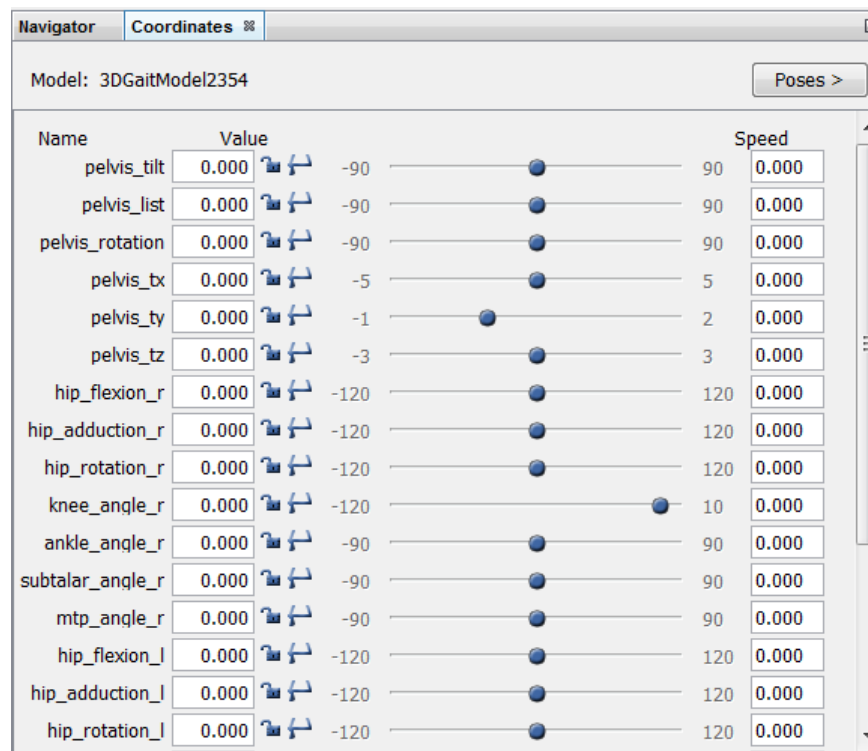 Navigator Coordinates
Model: 3DGaitModel2354 Poses >
Name Value Speed
pelvis_tilt 0.000 -90 90 0.000
pelvis_list 0.000 -90 90 0.000
pelvis_rotation 0.000 -90 90 0.000
pelvis_tx 0.000 -5 5 0.000
pelvis_ty 0.000 -1 2 0.000
pelvis_tz 0.000 -3 3 0.000
hip_flexion_r 0.000 -120 120 0.000
hip_adduction_r 0.000 -120 120 0.000
hip_rotation_r 0.000 -120 120 0.000
knee_angle_r 0.000 -120 10 0.000
ankle_angle_r 0.000 -90 90 0.000
subtalar_angle_r 0.000 -90 90 0.000
mtp_angle_r 0.000 -90 90 0.000
hip_flexion_l 0.000 -120 120 0.000
hip_adduction_l 0.000 -120 120 0.000
hip_rotation_l 0.000 -120 120 0.000